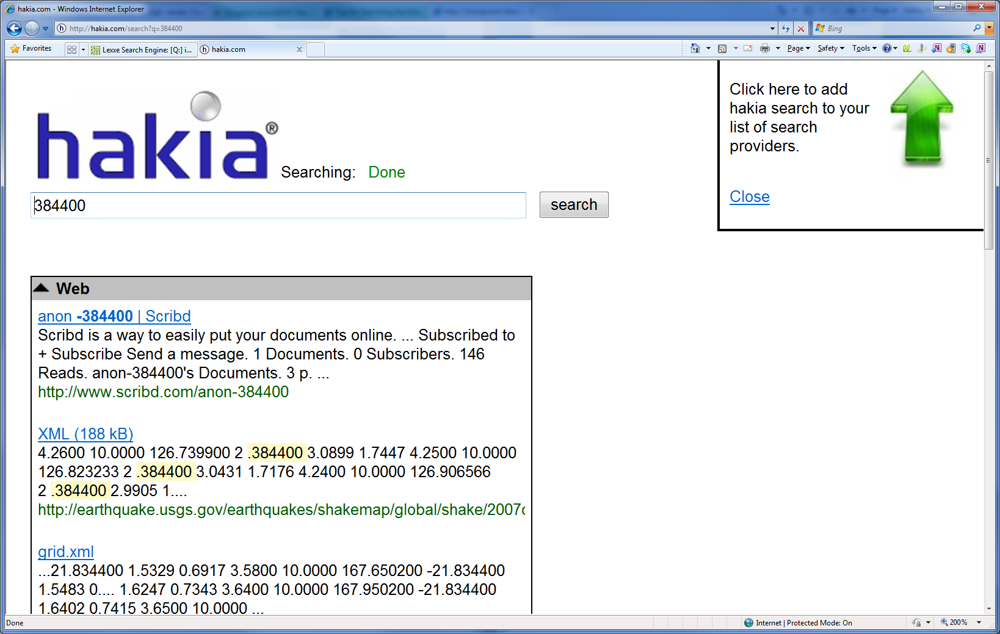 hakia.com - Windows Internet Explorer
http://hakia.com/search?q=384400
Bing
Favorites
Lexxe Search Engine: [Q:] i...
hakia.com
Page
Safety
Tools
hakia®
Searching: Done
384400
search
Click here to add
hakia search to your
list of search
providers.
Close
Web
anon -384400 | Scribd
Scribd is a way to easily put your documents online. ... Subscribed to
+ Subscribe Send a message. 1 Documents. 0 Subscribers. 146
Reads. anon-384400's Documents. 3 p. ...
http://www.scribd.com/anon-384400
XML (188 kB)
4.2600 10.0000 126.739900 2 .384400 3.0899 1.7447 4.2500 10.0000
126.823233 2 .384400 3.0431 1.7176 4.2400 10.0000 126.906566
2 .384400 2.9905 1....
http://earthquake.usgs.gov/earthquakes/shakemap/global/shake/2007
grid.xml
...21.834400 1.5329 0.6917 3.5800 10.0000 167.650200 -21.834400
1.5483 0.... 1.6247 0.7343 3.6400 10.0000 167.950200 -21.834400
1.6402 0.7415 3.6500 10.0000 ...
Done
Internet | Protected Mode: On
200%